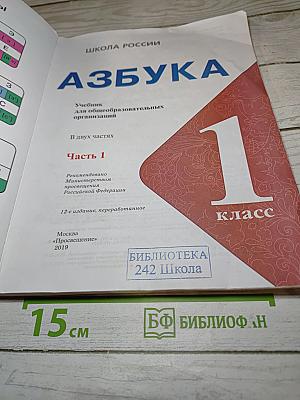 ШКОЛА РОССИИ
АЗБУКА
Учебник
для общеобразовательных
организаций
В двух частях
Часть 1
Рекомендовано
Министерством
просвещения
Российской Федерации
12-е издание, переработанное
1
класс
Москва
«Просвещение»
2019
БИБЛИОТЕКА
242 Школа
15 см
БФ БИБЛИОФ